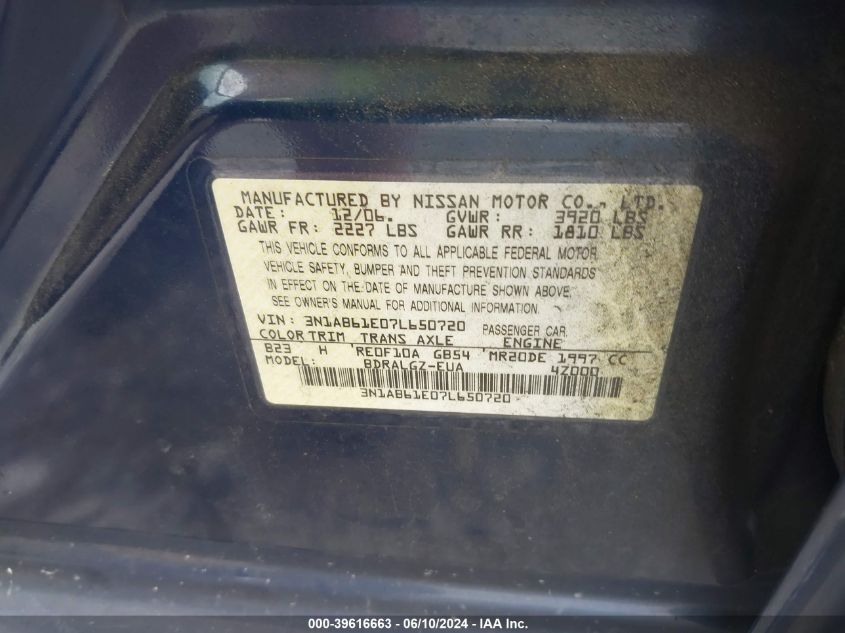 MANUFACTURED BY NISSAN MOTOR CO., LTD.
DATE: 12/06. GVWR: 3920 LBS
GAWR FR: 2227 LBS GAWR RR: 1810 LBS
THIS VEHICLE CONFORMS TO ALL APPLICABLE FEDERAL MOTOR
VEHICLE SAFETY, BUMPER AND THEFT PREVENTION STANDARDS
IN EFFECT ON THE DATE OF MANUFACTURE SHOWN ABOVE.
SEE OWNER'S MANUAL FOR ADDITIONAL INFORMATION.
VIN: 3N1AB61E07L650720 PASSENGER CAR
COLOR TRIM TRANS AXLE ENGINE
B23 H RE0F10A GB54 MR20DE 1997 CC
MODEL: BDRALGZ-EUA 4Z000
3N1AB61E07L650720
000-39616663 - 06/10/2024 - IAA Inc.